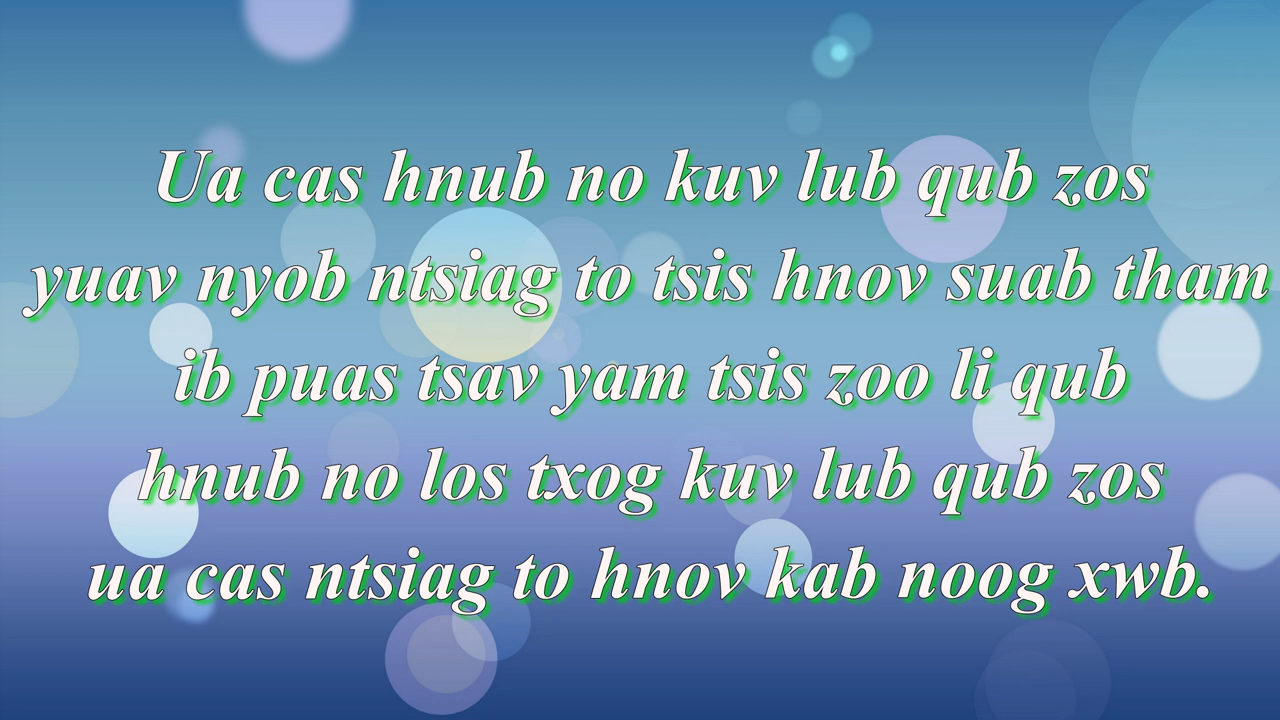 Ua cas hnub no kuv lub qub zos
yuav nyob ntsiag to tsis hnov suab tham
ib puas tsav yam tsis zoo li qub
hnub no los txog kuv lub qub zos
ua cas ntsiag to hnov kab noog xwb.